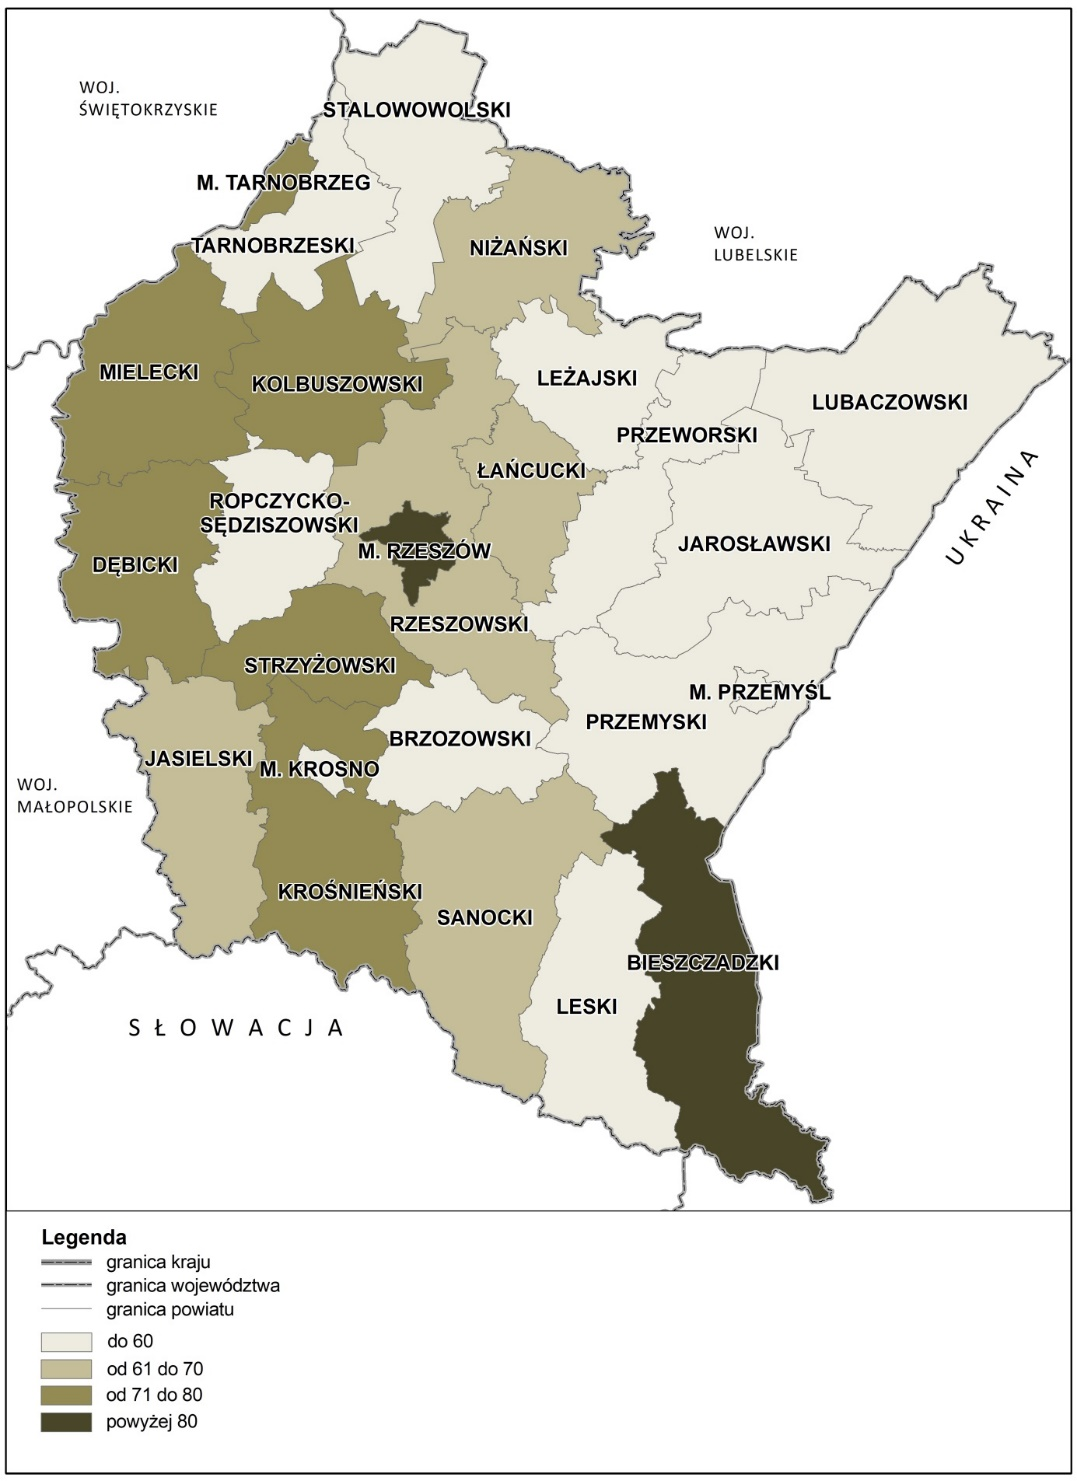 WOJ.
ŚWIĘTOKRZYSKIE
STALOWOWOLSKI
M. TARNOBRZEG
TARNOBRZESKI
NIŻAŃSKI
WOJ.
LUBELSKIE
MIELECKI
KOLBUSZOWSKI
LEŻAJSKI
LUBACZOWSKI
PRZEWORSKI
ŁAŃCUCKI
ROPCZYCKO-
SĘDZISZOWSKI
M. RZESZÓW
JAROSŁAWSKI
UKRAINA
DĘBICKI
RZESZOWSKI
STRZYŻOWSKI
M. PRZEMYŚL
PRZEMYSKI
BRZOZOWSKI
JASIELSKI
M. KROSNO
WOJ.
MAŁOPOLSKIE
KROŚNIEŃSKI
SANOCKI
BIESZCZADZKI
LESKI
SŁOWACJA
Legenda
granica kraju
granica województwa
granica powiatu
do 60
od 61 do 70
od 71 do 80
powyżej 80